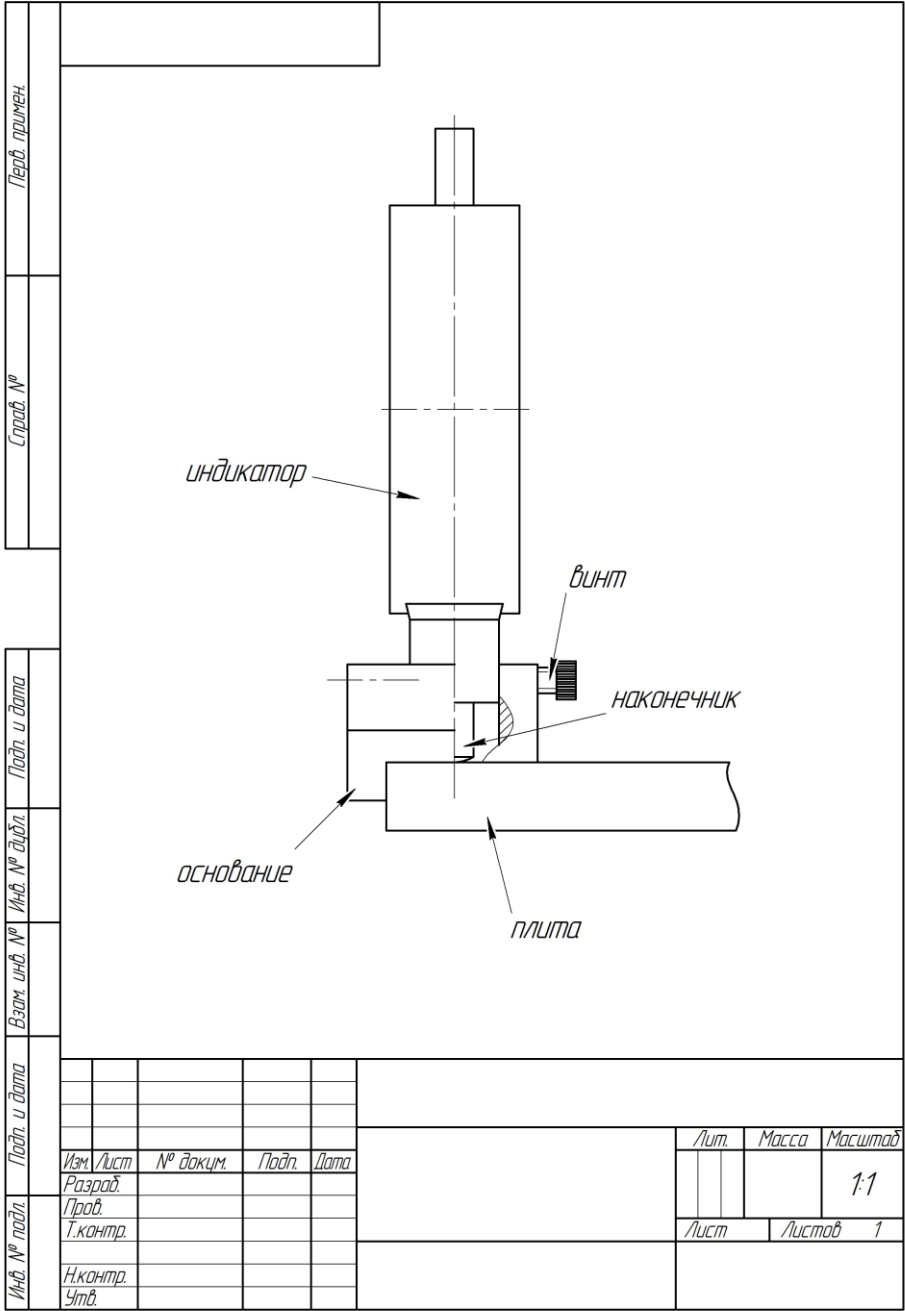 Перв. примен.
Справ. №
Подп. и дата
Инв. № дубл.
Взам. инв. №
Подп. и дата
Инв. № подл.
индикатор
винт
наконечник
основание
плита
Изм. Лист № докум. Подп. Дата
Разраб.
Пров.
Т.контр.
Н.контр.
Утв.
Лит. Масса Масштаб
1:1
Лист Листов 1